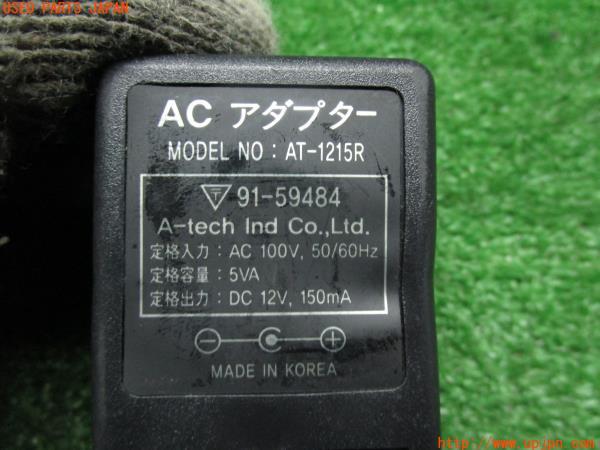 USED PARTS JAPAN
AC アダプター
MODEL NO : AT-1215R
〒 91-59484
A-tech Ind Co.,Ltd.
定格入力 : AC 100V, 50/60Hz
定格容量 : 5VA
定格出力 : DC 12V, 150mA
MADE IN KOREA
http://www.upjpn.com/